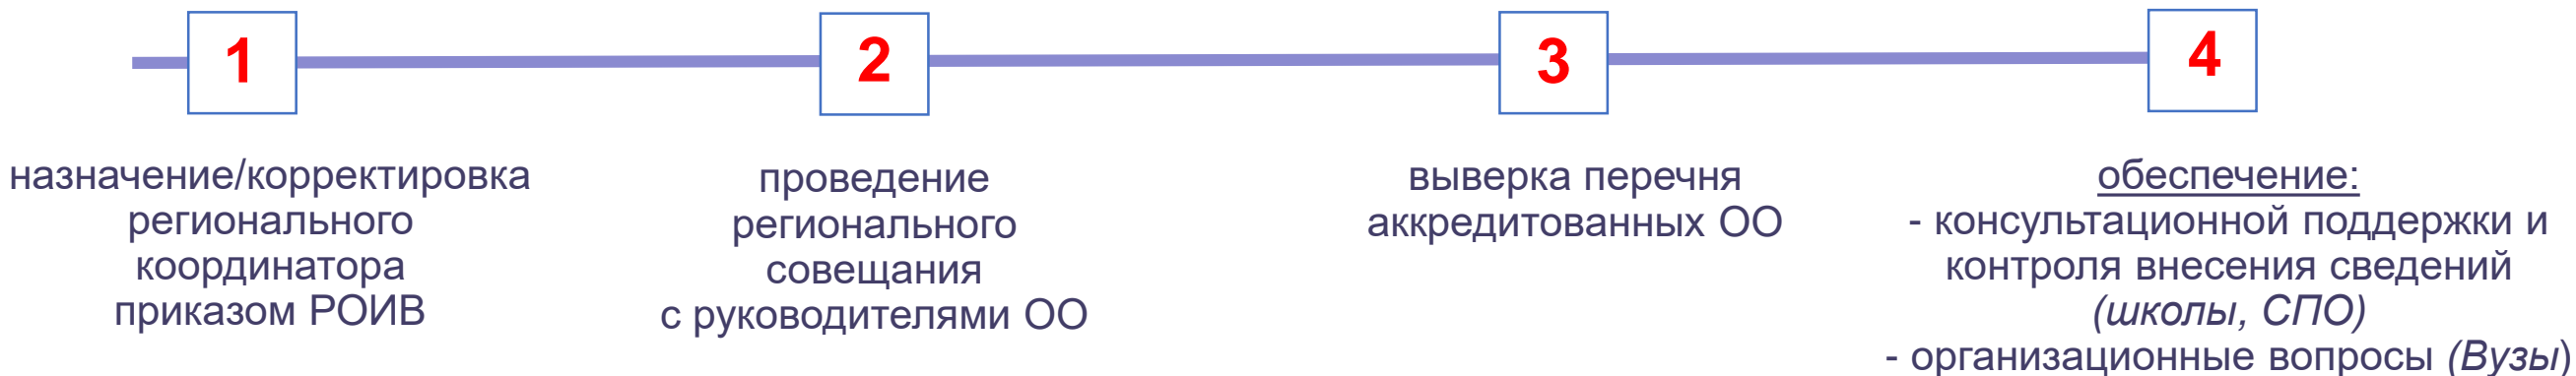 1
назначение/корректировка
регионального
координатора
приказом РОИВ
2
проведение
регионального
совещания
с руководителями ОО
3
выверка перечня
аккредитованных ОО
4
обеспечение:
- консультационной поддержки и
контроля внесения сведений
(школы, СПО)
- организационные вопросы (Вузы)